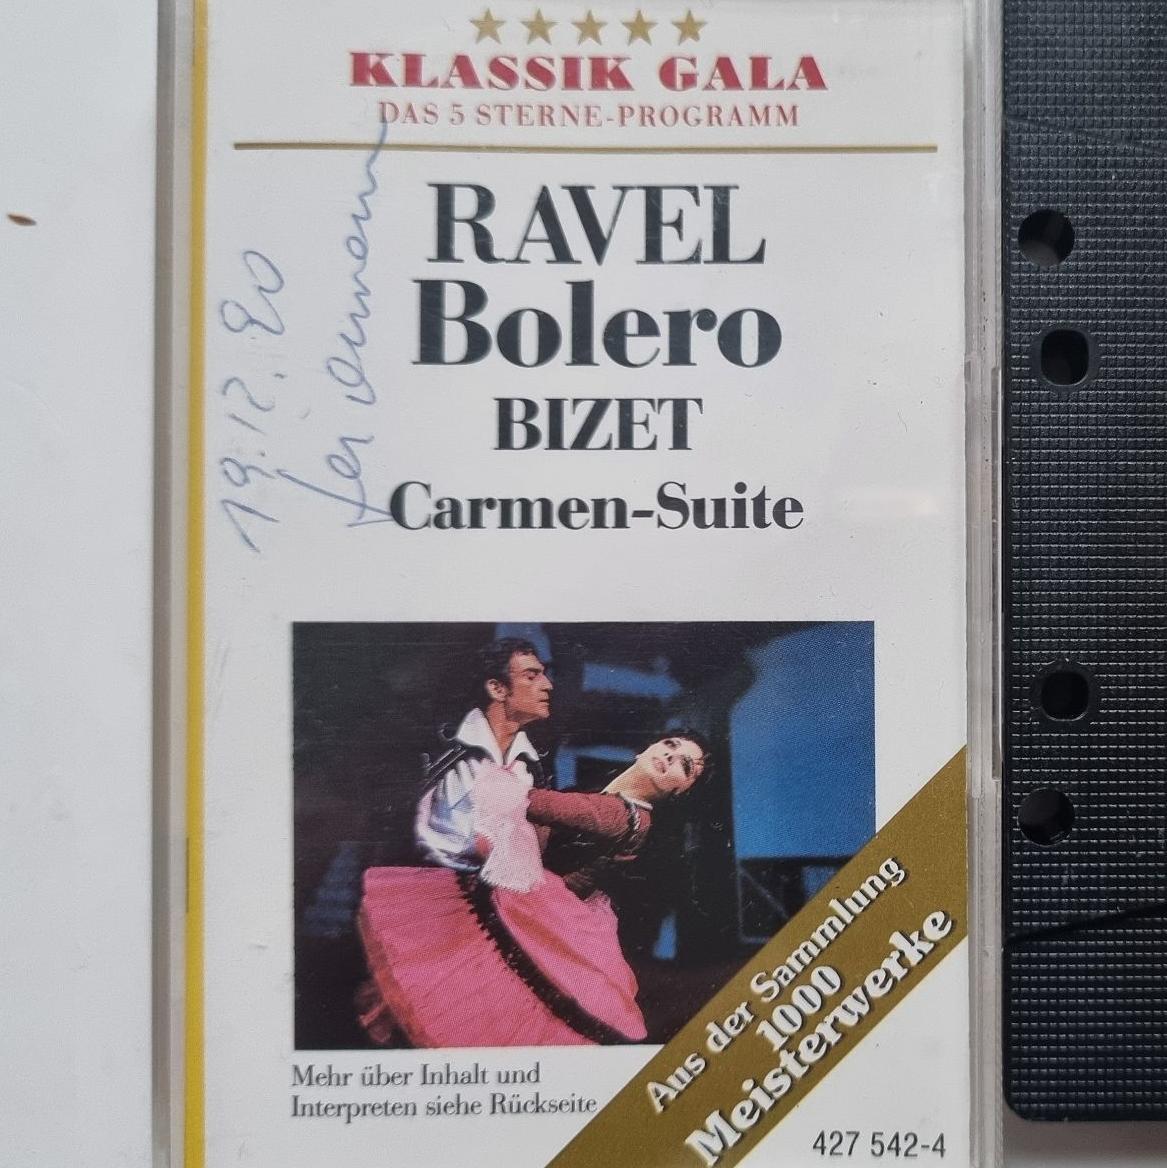 KLASSIK GALA
DAS 5 STERNE-PROGRAMM
RAVEL
Bolero
BIZET
Carmen-Suite
19.12.
Mehr über Inhalt und
Interpreten siehe Rückseite
Aus der Sammlung
1000
Meisterwerke
427 542-4